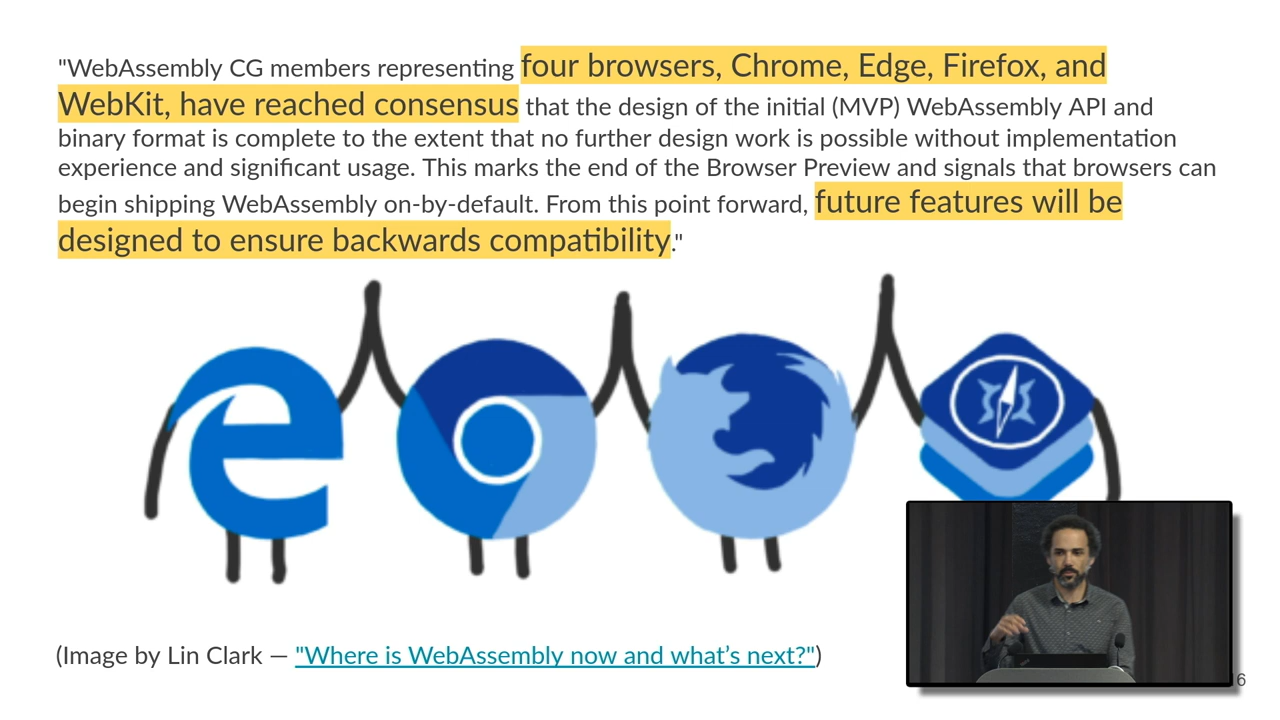 "WebAssembly CG members representing four browsers, Chrome, Edge, Firefox, and
WebKit, have reached consensus that the design of the initial (MVP) WebAssembly API and
binary format is complete to the extent that no further design work is possible without implementation
experience and significant usage. This marks the end of the Browser Preview and signals that browsers can
begin shipping WebAssembly on-by-default. From this point forward, future features will be
designed to ensure backwards compatibility."
(Image by Lin Clark — "Where is WebAssembly now and what’s next?")